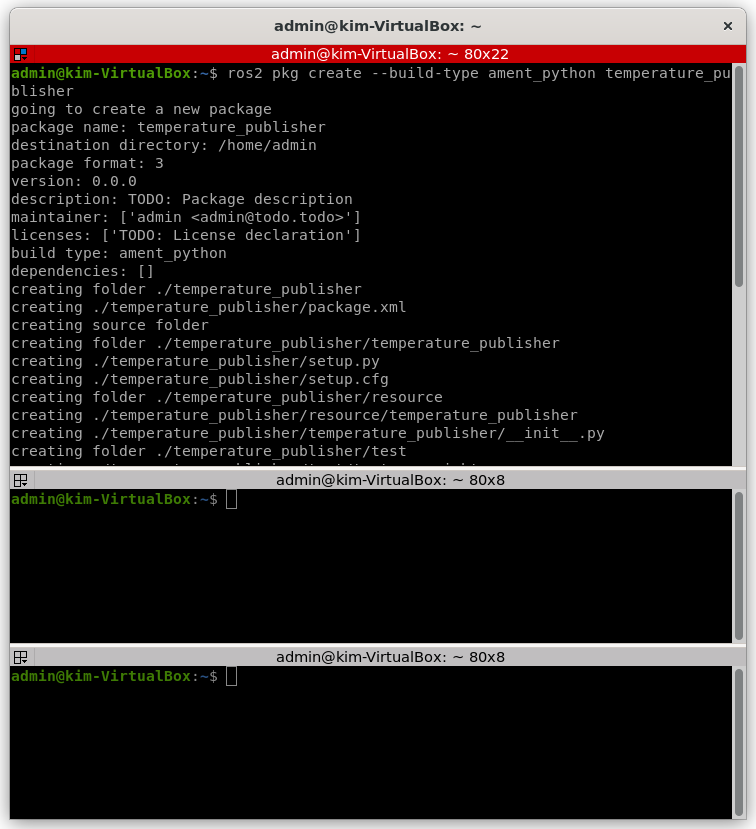 admin@kim-VirtualBox: ~
admin@kim-VirtualBox: ~ 80x22
admin@kim-VirtualBox:~$ ros2 pkg create --build-type ament_python temperature_pu
blisher
going to create a new package
package name: temperature_publisher
destination directory: /home/admin
package format: 3
version: 0.0.0
description: TODO: Package description
maintainer: ['admin <admin@todo.todo>']
licenses: ['TODO: License declaration']
build type: ament_python
dependencies: []
creating folder ./temperature_publisher
creating ./temperature_publisher/package.xml
creating source folder
creating folder ./temperature_publisher/temperature_publisher
creating ./temperature_publisher/setup.py
creating ./temperature_publisher/setup.cfg
creating folder ./temperature_publisher/resource
creating ./temperature_publisher/resource/temperature_publisher
creating ./temperature_publisher/temperature_publisher/__init__.py
creating folder ./temperature_publisher/test
admin@kim-VirtualBox: ~ 80x8
admin@kim-VirtualBox:~$
admin@kim-VirtualBox: ~ 80x8
admin@kim-VirtualBox:~$